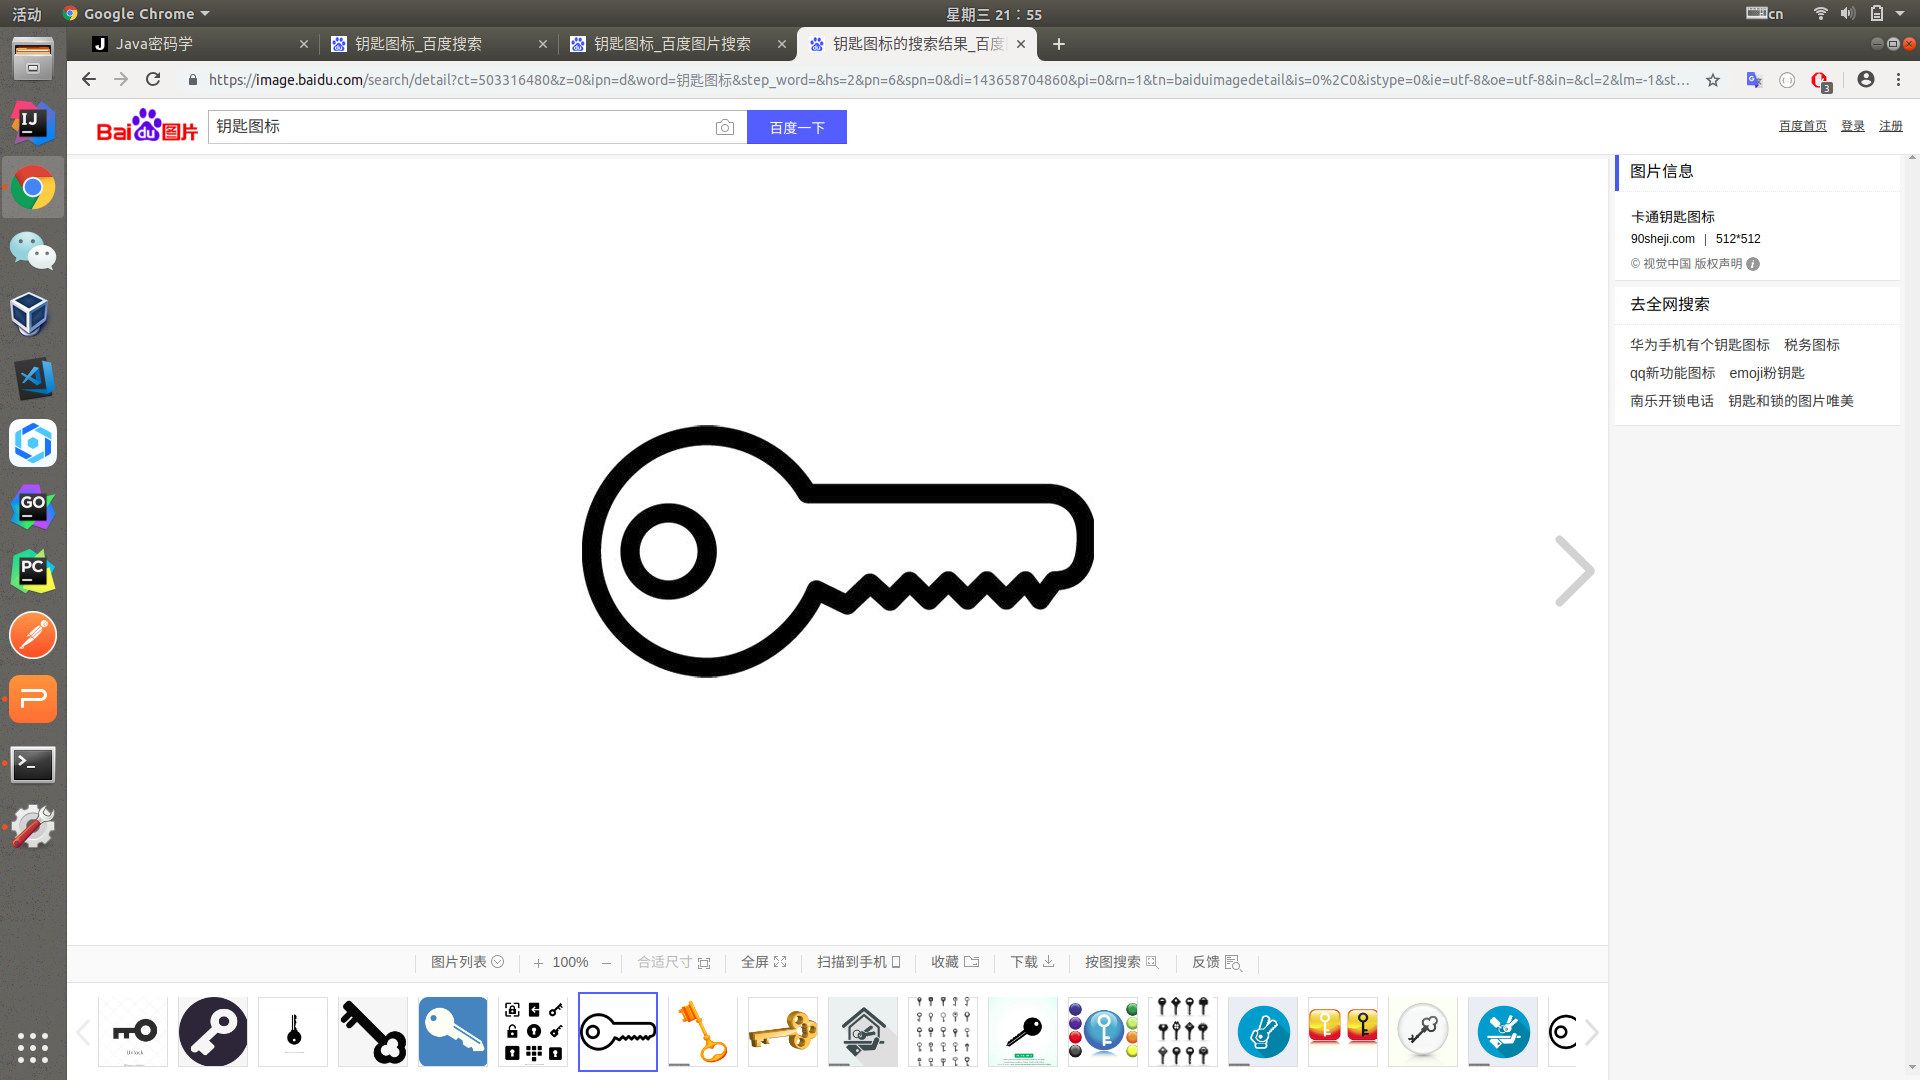 活动
Google Chrome
星期三 21：55
cn
Java密码学
钥匙图标_百度搜索
钥匙图标_百度图片搜索
钥匙图标的搜索结果_百度
https://image.baidu.com/search/detail?ct=503316480&z=0&ipn=d&word=钥匙图标&step_word=&hs=2&pn=6&spn=0&di=143658704860&pi=0&rn=1&tn=baiduimagedetail&is=0%2C0&istype=0&ie=utf-8&oe=utf-8&in=&cl=2&lm=-1&st...
3
Bai du 图片
钥匙图标
百度一下
百度首页 登录 注册
图片信息
卡通钥匙图标
90sheji.com | 512*512
© 视觉中国 版权声明
去全网搜索
华为手机有个钥匙图标 税务图标
qq新功能图标 emoji粉钥匙
南乐开锁电话 钥匙和锁的图片唯美
IJ
GO
PC
图片列表 + 100% − 合适尺寸 全屏 扫描到手机 收藏 下载 按图搜索 反馈
Unlock